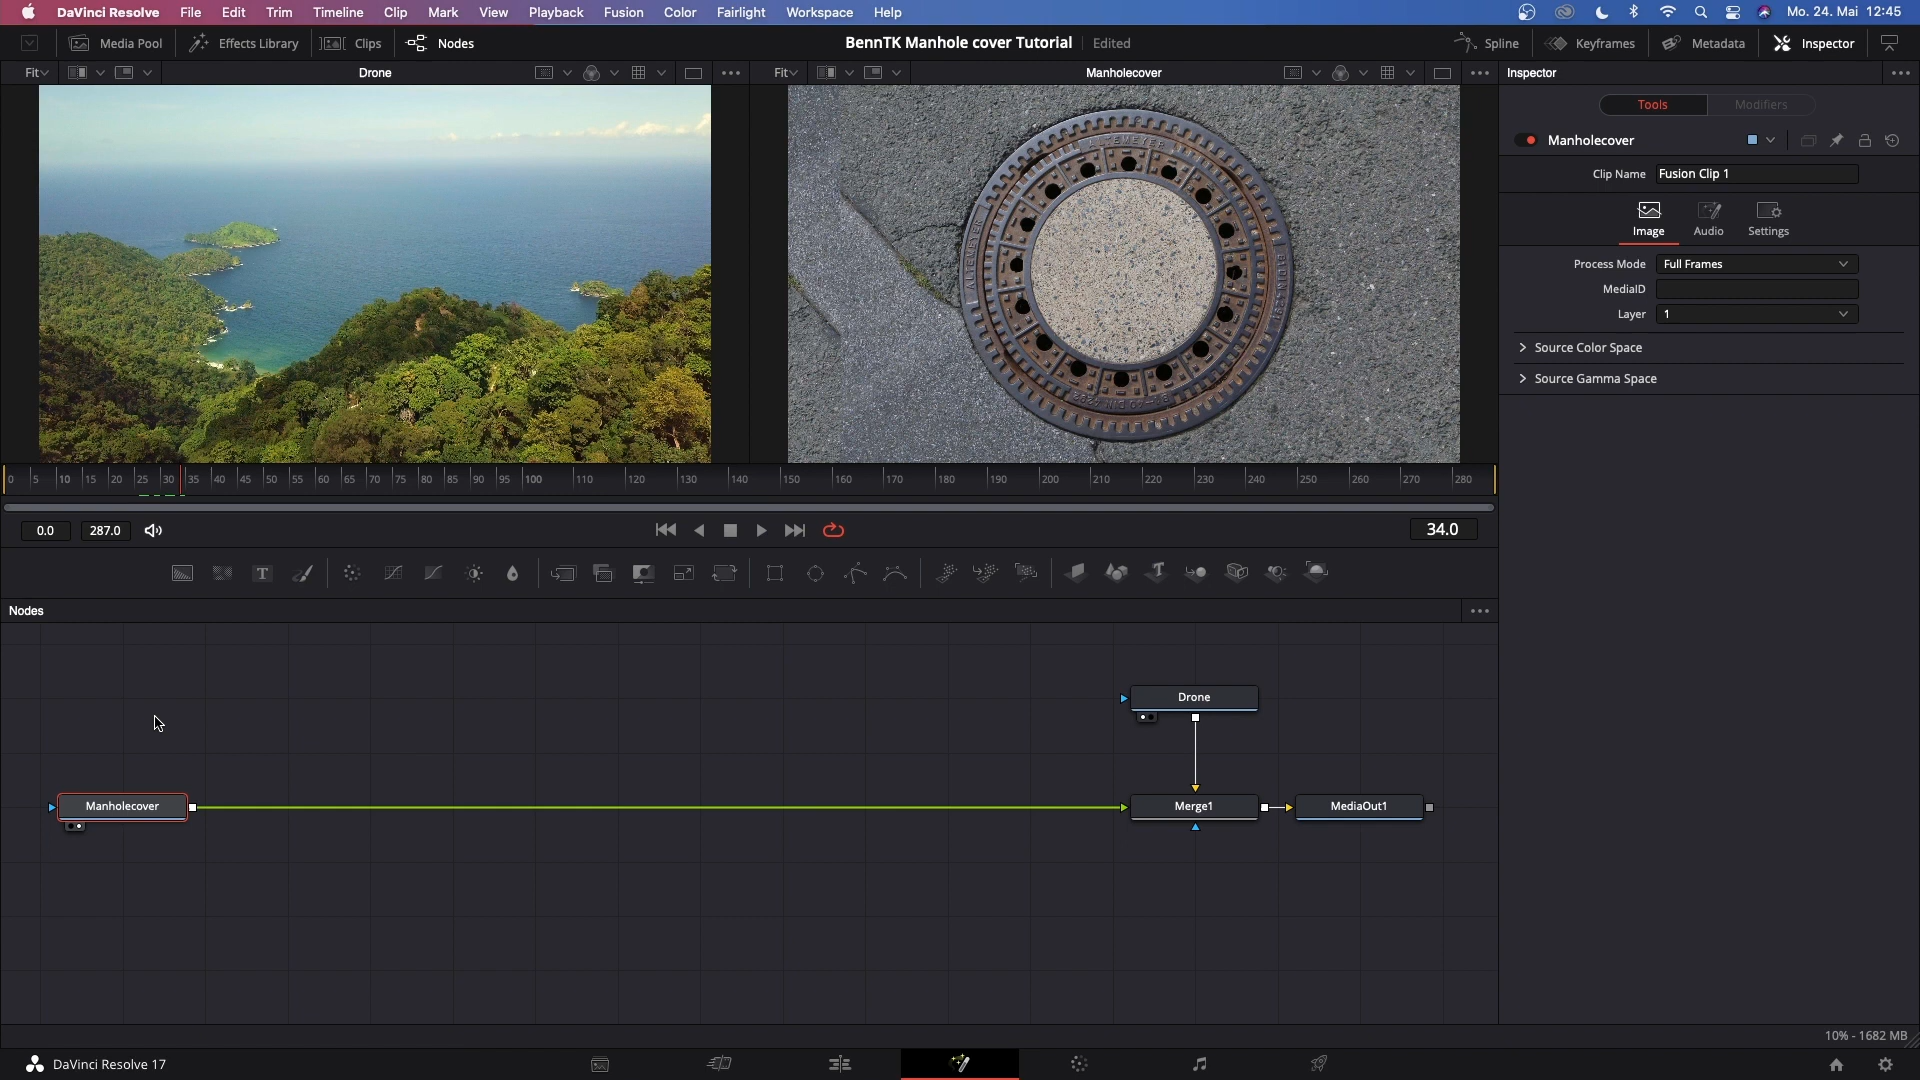 DaVinci Resolve File Edit Trim Timeline Clip Mark View Playback Fusion Color Fairlight Workspace Help Mo. 24. Mai 12:45
Media Pool Effects Library Clips Nodes BennTK Manhole cover Tutorial Edited Spline Keyframes Metadata Inspector
Fit Drone Fit Manholecover Inspector
Tools Modifiers
Manholecover
Clip Name Fusion Clip 1
Image Audio Settings
Process Mode Full Frames
MediaID
Layer 1
Source Color Space
Source Gamma Space
0 5 10 15 20 25 30 35 40 45 50 55 60 65 70 75 80 85 90 95 100 110 120 130 140 150 160 170 180 190 200 210 220 230 240 250 260 270 280
0.0 287.0 34.0
T
Nodes
Drone
Manholecover Merge1 MediaOut1
10% - 1682 MB
DaVinci Resolve 17